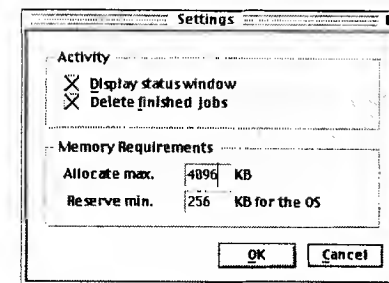 Settings
Activity
Display status window
Delete finished jobs
Memory Requirements
Allocate max. 4096 KB
Reserve min. 256 KB for the OS
OK Cancel